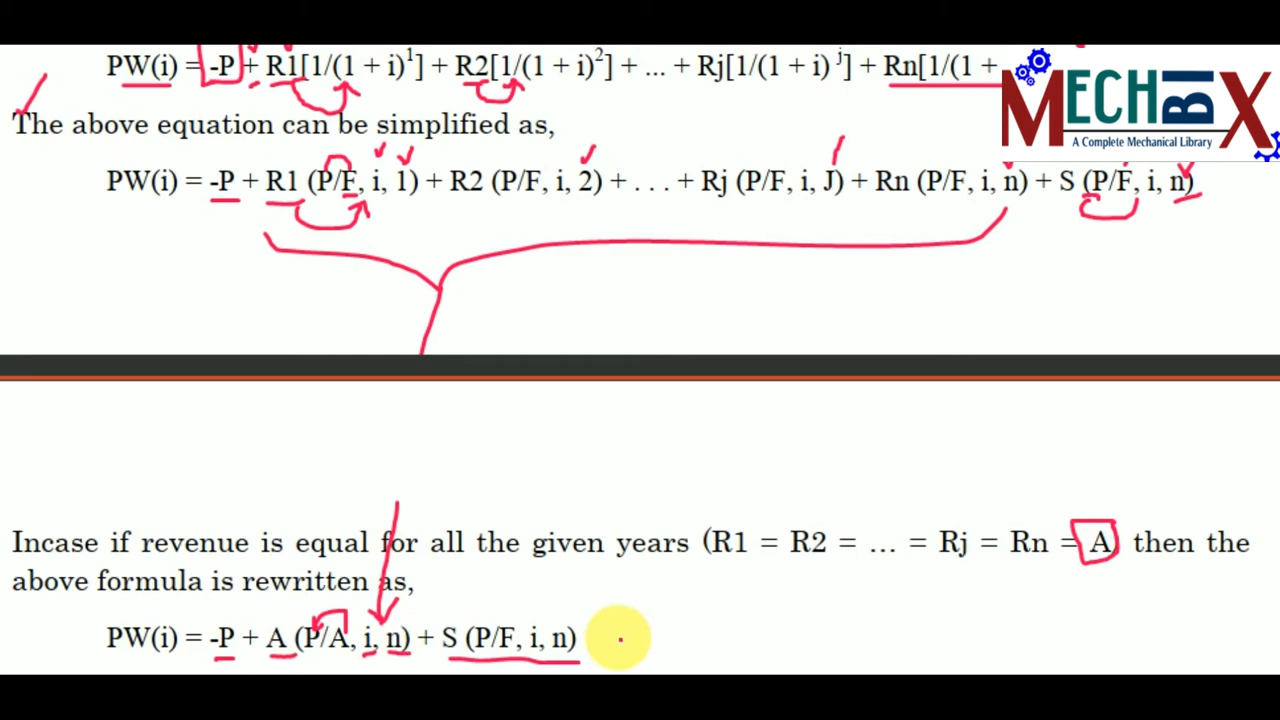 PW(i) = -P + R1[1/(1 + i)¹] + R2[1/(1 + i)²] + ... + Rj[1/(1 + i) ʲ] + Rn[1/(1 +
MECHBIX
A Complete Mechanical Library
The above equation can be simplified as,
PW(i) = -P + R1 (P/F, i, 1) + R2 (P/F, i, 2) + . . . + Rj (P/F, i, J) + Rn (P/F, i, n) + S (P/F, i, n)
Incase if revenue is equal for all the given years (R1 = R2 = ... = Rj = Rn = A) then the
above formula is rewritten as,
PW(i) = -P + A (P/A, i, n) + S (P/F, i, n)